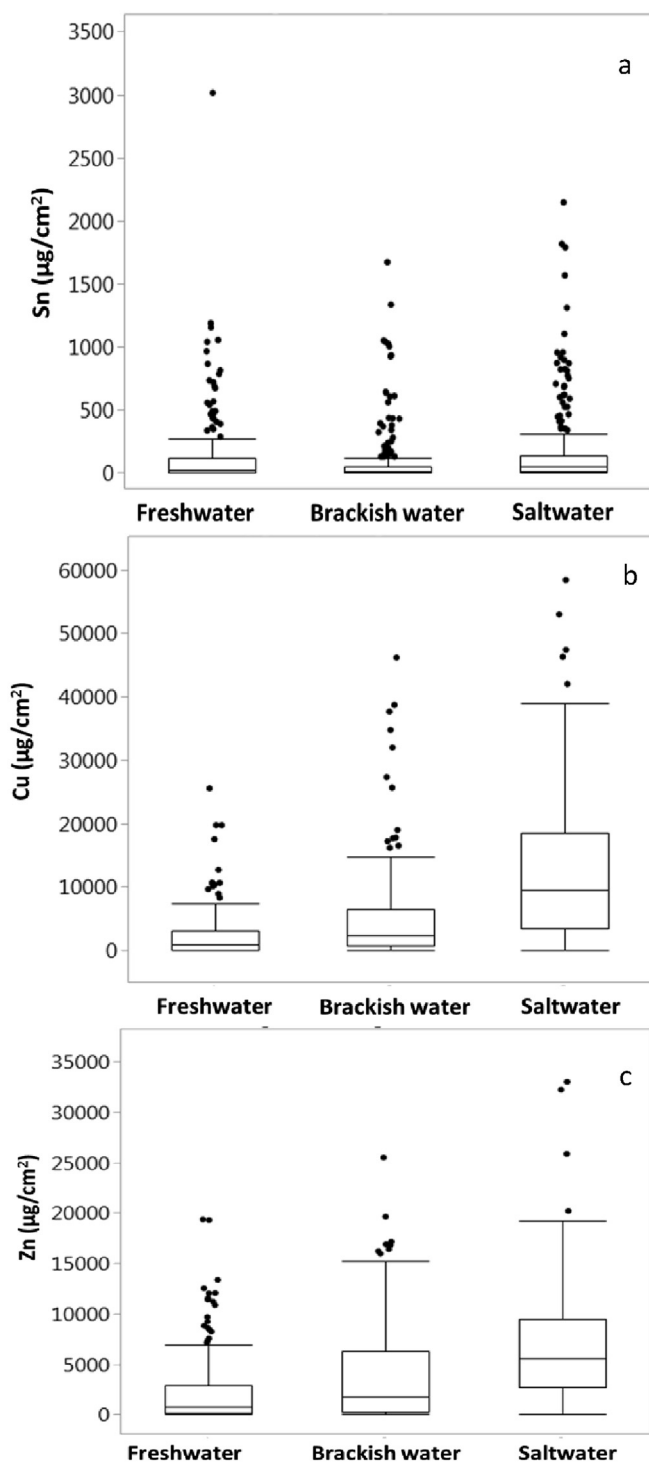 a
3500
3000
2500
2000
1500
1000
500
0
Sn (µg/cm²)
Freshwater Brackish water Saltwater
b
60000
50000
40000
30000
20000
10000
0
Cu (µg/cm²)
Freshwater Brackish water Saltwater
c
35000
30000
25000
20000
15000
10000
5000
0
Zn (µg/cm²)
Freshwater Brackish water Saltwater